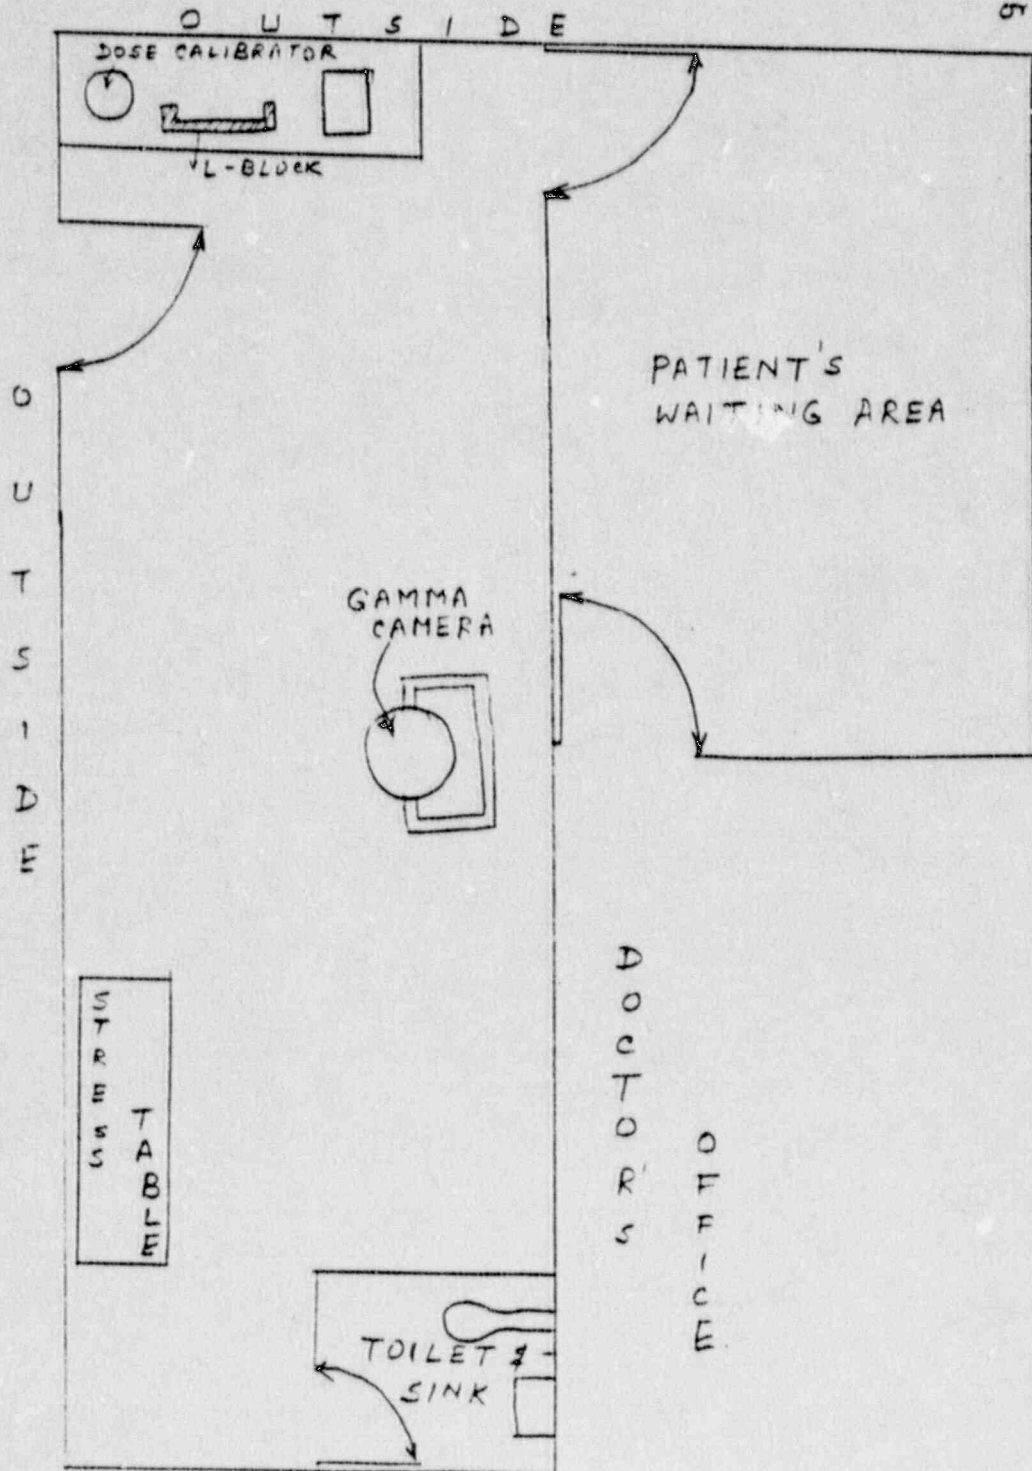 OUTSIDE
DOSE CALIBRATOR
L-BLOCK
OUTSIDE
PATIENT'S
WAITING AREA
GAMMA
CAMERA
STRESS
TABLE
DOCTOR'S
OFFICE
TOILET &
SINK